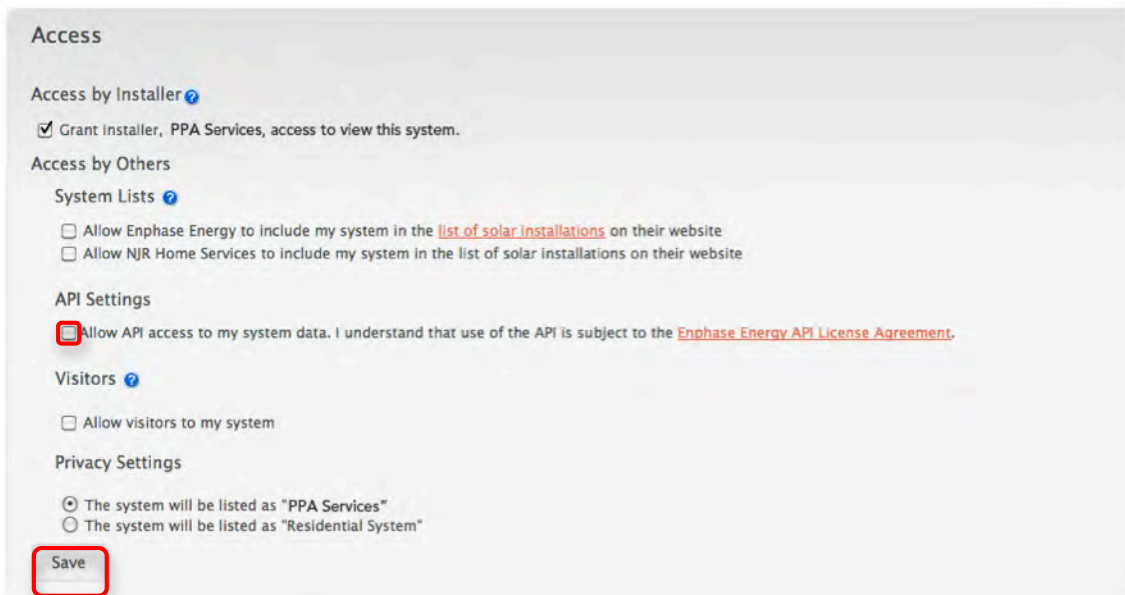 Access
Access by Installer
Grant installer, PPA Services, access to view this system.
Access by Others
System Lists
Allow Enphase Energy to include my system in the list of solar installations on their website
Allow NJR Home Services to include my system in the list of solar installations on their website
API Settings
Allow API access to my system data. I understand that use of the API is subject to the Enphase Energy API License Agreement.
Visitors
Allow visitors to my system
Privacy Settings
The system will be listed as "PPA Services"
The system will be listed as "Residential System"
Save